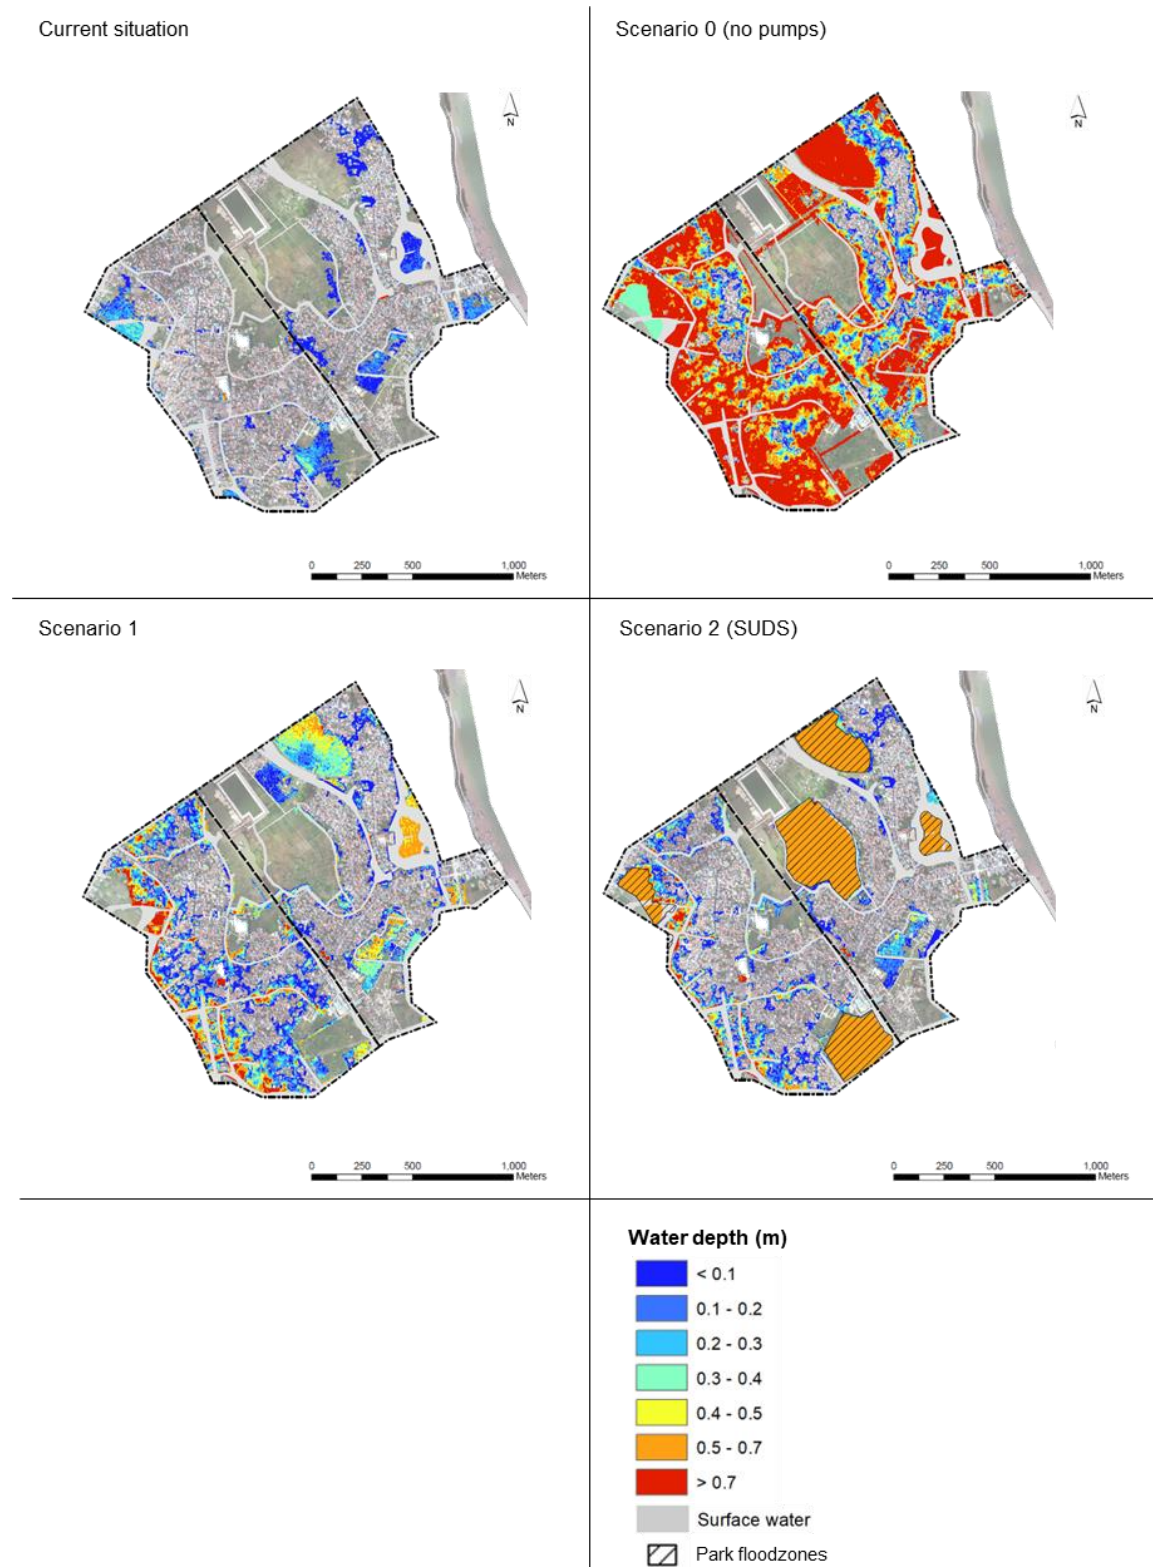 Current situation
Scenario 0 (no pumps)
N
N
0 250 500 1,000
Meters
0 250 500 1,000
Meters
Scenario 1
Scenario 2 (SUDS)
N
N
0 250 500 1,000
Meters
0 250 500 1,000
Meters
Water depth (m)
< 0.1
0.1 - 0.2
0.2 - 0.3
0.3 - 0.4
0.4 - 0.5
0.5 - 0.7
> 0.7
Surface water
Park floodzones